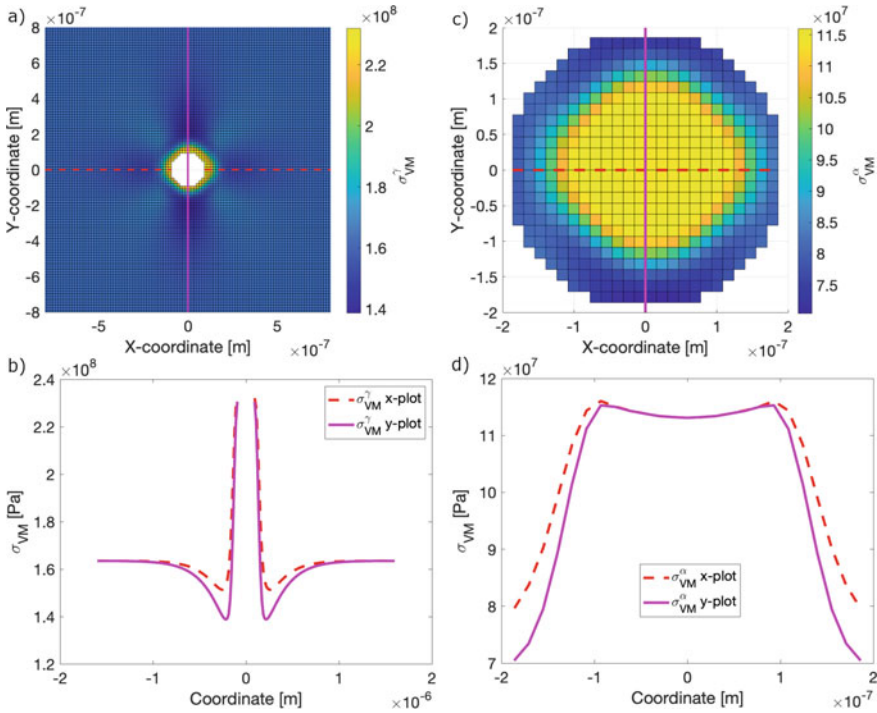 a)
×10⁻⁷
8
6
4
2
0
-2
-4
-6
-8
Y-coordinate [m]
-5 0 5
X-coordinate [m]
×10⁻⁷
×10⁸
2.2
2
1.8
1.6
1.4
σ^γ_VM
c)
×10⁻⁷
2
1.5
1
0.5
0
-0.5
-1
-1.5
-2
Y-coordinate [m]
-2 -1 0 1 2
X-coordinate [m]
×10⁻⁷
×10⁷
11.5
11
10.5
10
9.5
9
8.5
8
7.5
σ^α_VM
b)
×10⁸
2.4
2.2
2
1.8
1.6
1.4
1.2
σ_VM [Pa]
σ^γ_VM x-plot
σ^γ_VM y-plot
-2 -1 0 1 2
Coordinate [m]
×10⁻⁶
d)
×10⁷
12
11
10
9
8
7
σ_VM [Pa]
σ^α_VM x-plot
σ^α_VM y-plot
-2 -1 0 1 2
Coordinate [m]
×10⁻⁷